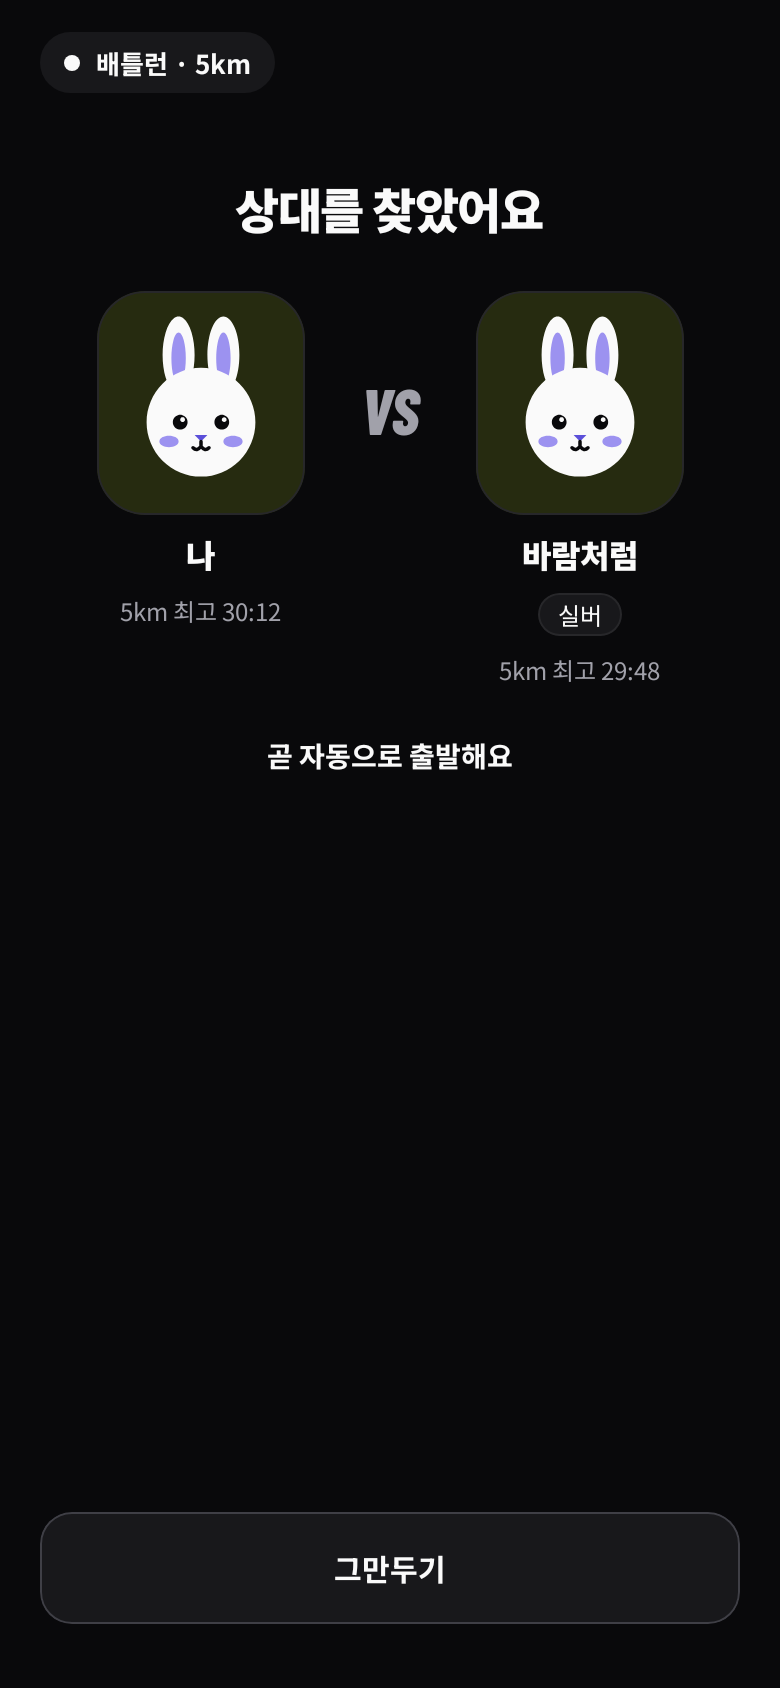 배틀런 · 5km
상대를 찾았어요
VS
나
바람처럼
5km 최고 30:12
실버
5km 최고 29:48
곧 자동으로 출발해요
그만두기